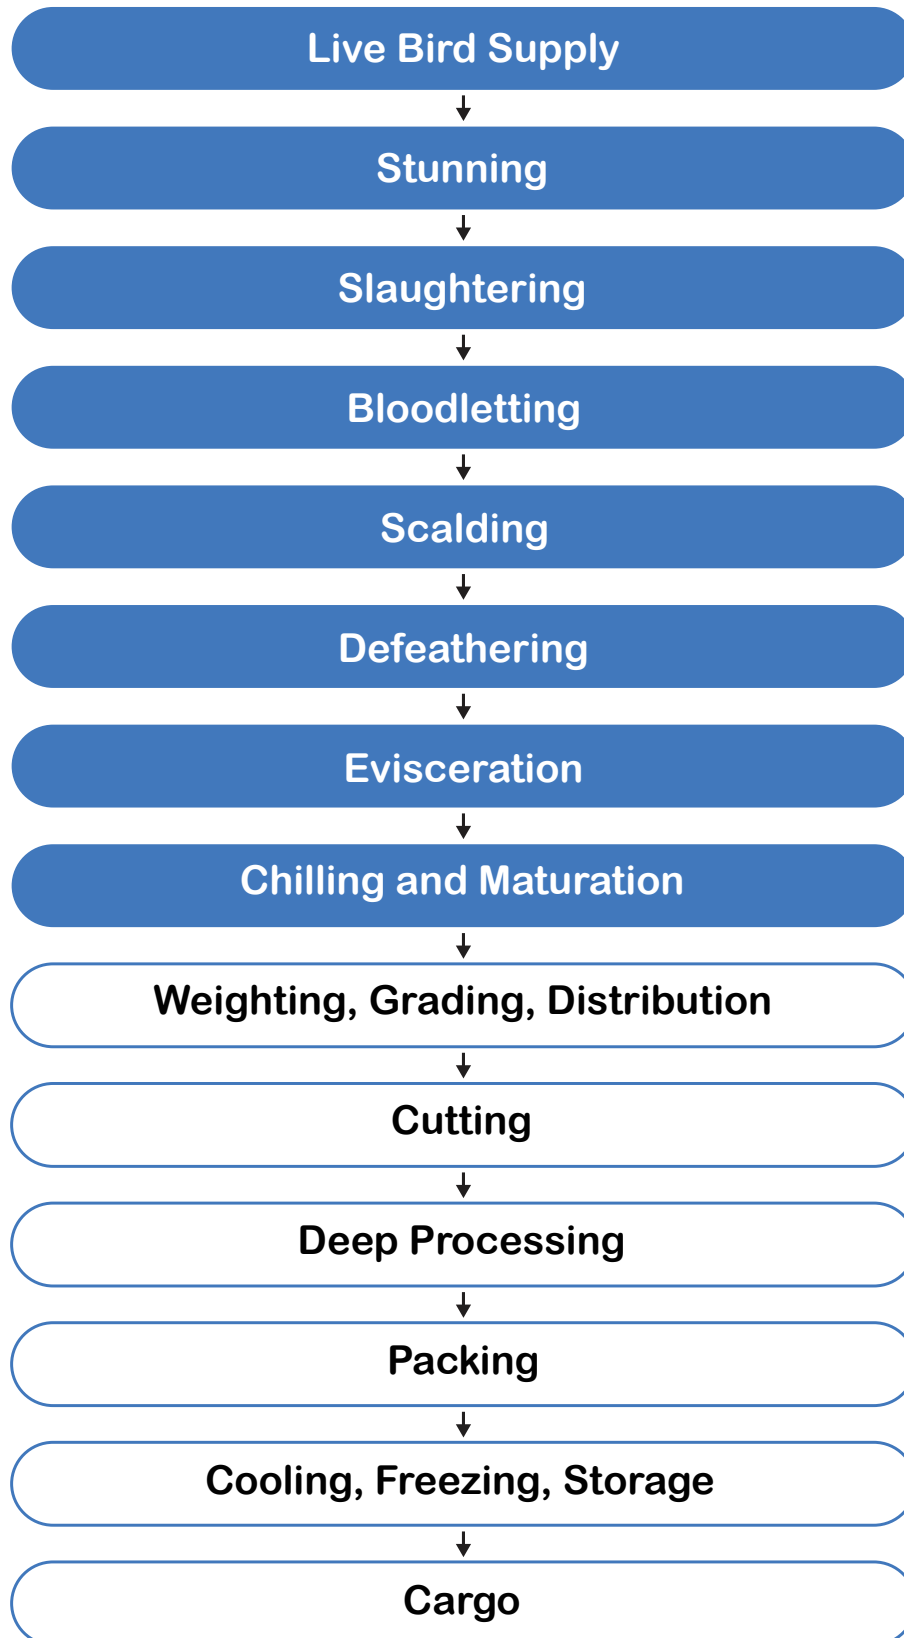 Live Bird Supply
Stunning
Slaughtering
Bloodletting
Scalding
Defeathering
Evisceration
Chilling and Maturation
Weighting, Grading, Distribution
Cutting
Deep Processing
Packing
Cooling, Freezing, Storage
Cargo